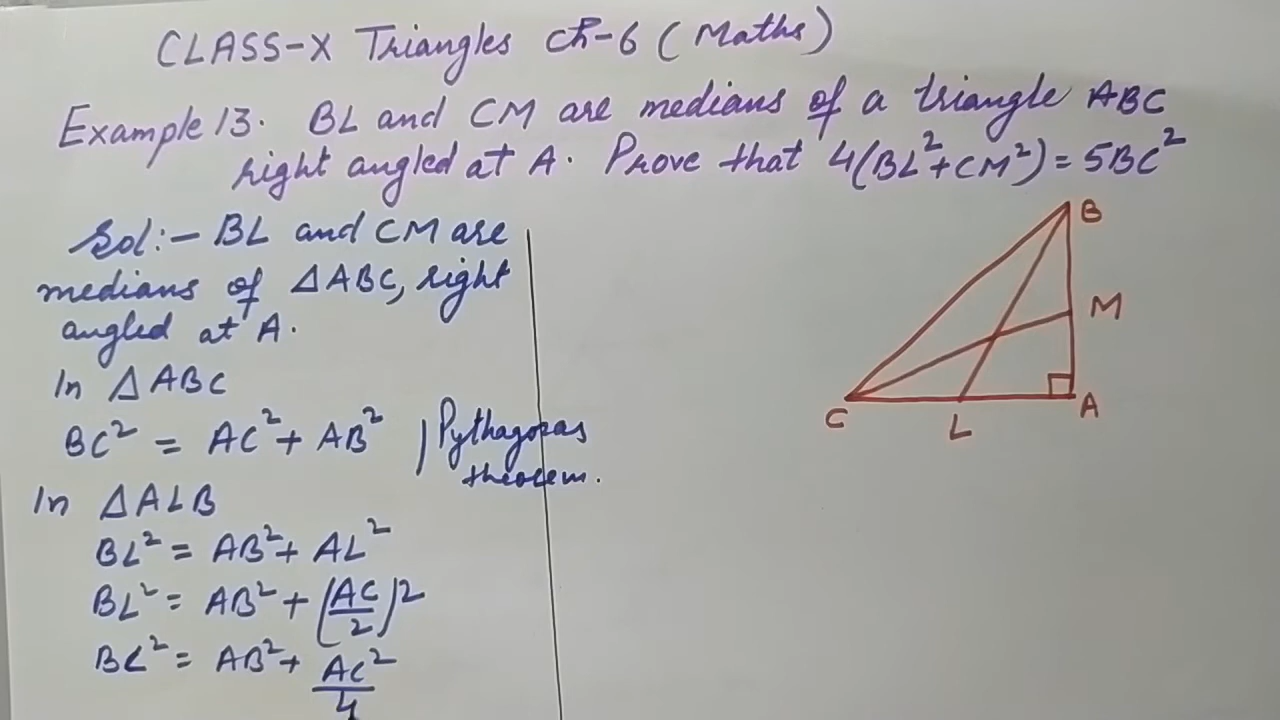 CLASS-X Triangles Ch-6 (Maths)
Example 13. BL and CM are medians of a triangle ABC
right angled at A. Prove that 4(BL²+CM²)=5BC²
Sol:- BL and CM are
medians of ΔABC, right
angled at A.
In ΔABC
BC² = AC²+ AB² , Pythagoras
theorem.
In ΔALB
BL² = AB²+ AL²
BL² = AB²+ (AC/2)²
BL² = AB²+ AC²/4
B
M
A
C
L